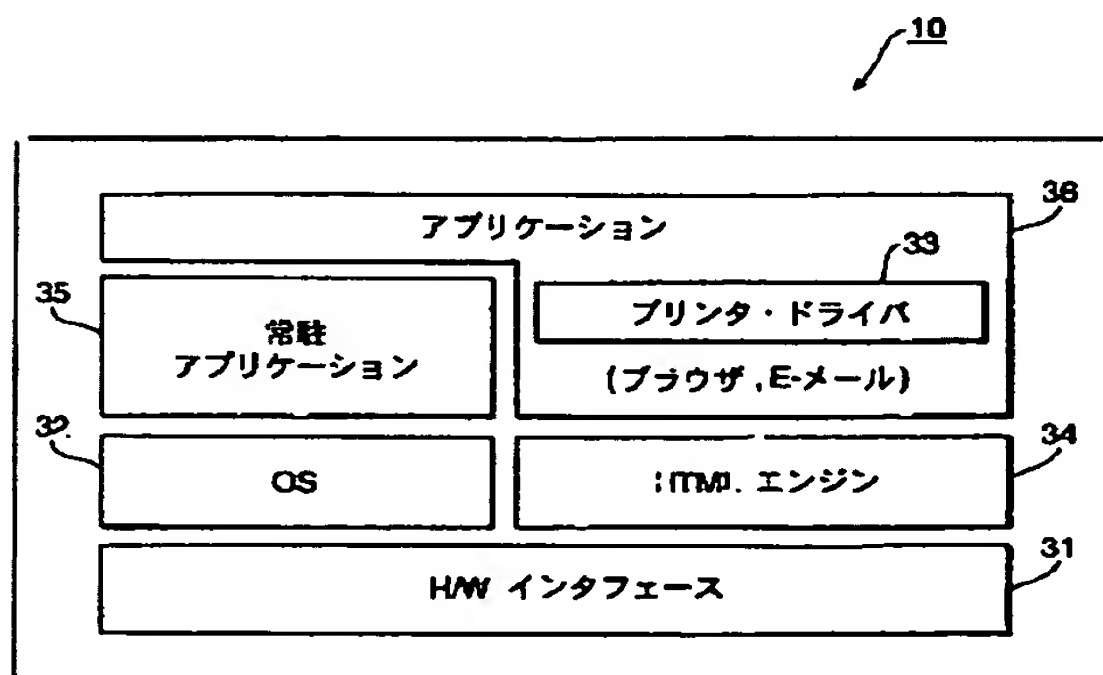 10
アプリケーション
36
33
プリンタ・ドライバ
(ブラウザ,E-メール)
35
常駐
アプリケーション
32
OS
HTML エンジン
34
H/W インタフェース
31